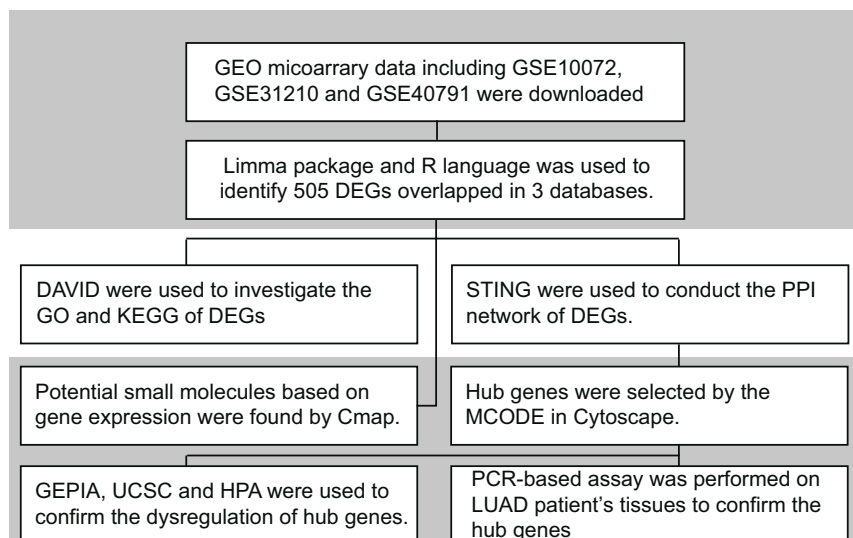 GEO micoarrary data including GSE10072,
GSE31210 and GSE40791 were downloaded
Limma package and R language was used to
identify 505 DEGs overlapped in 3 databases.
DAVID were used to investigate the
GO and KEGG of DEGs
STING were used to conduct the PPI
network of DEGs.
Potential small molecules based on
gene expression were found by Cmap.
Hub genes were selected by the
MCODE in Cytoscape.
GEPIA, UCSC and HPA were used to
confirm the dysregulation of hub genes.
PCR-based assay was performed on
LUAD patient's tissues to confirm the
hub genes